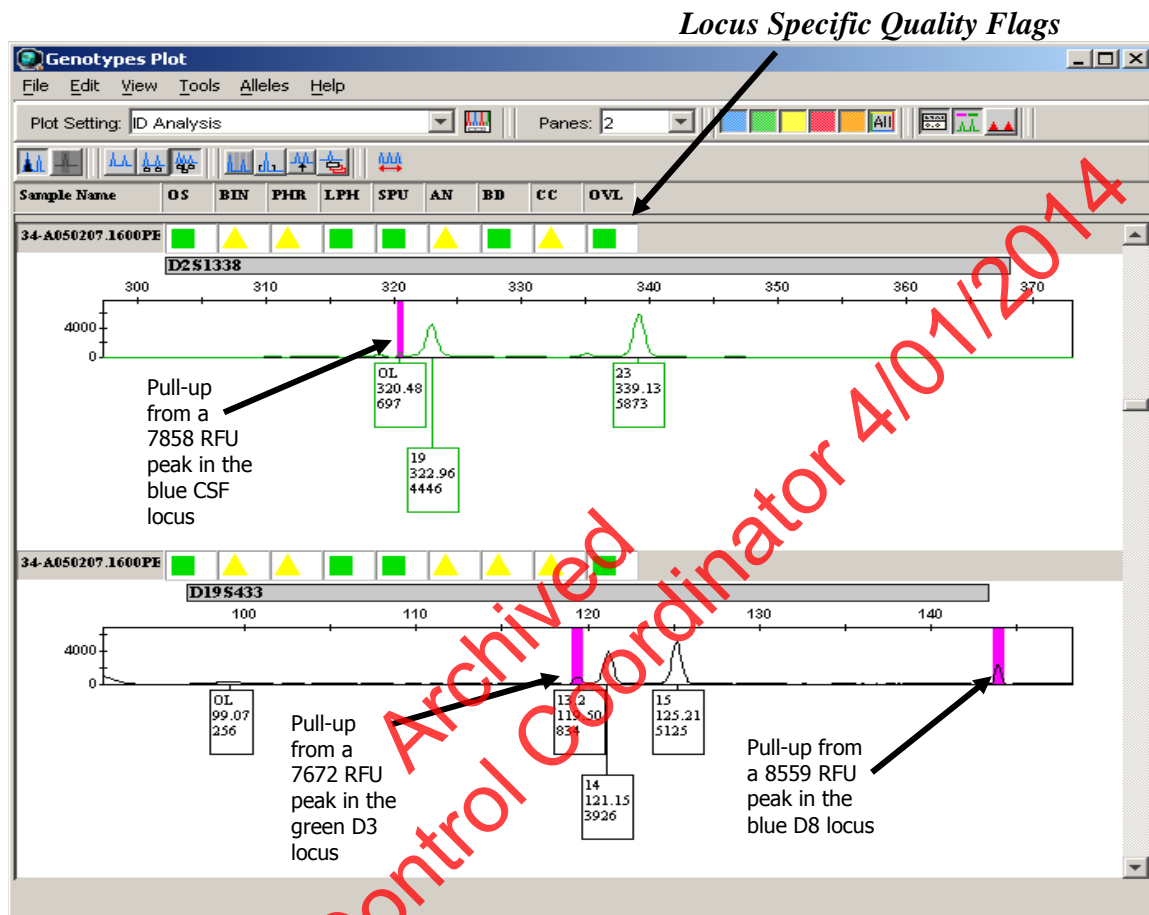 Locus Specific Quality Flags
Genotypes Plot
File Edit View Tools Alleles Help
Plot Setting: ID Analysis Panes: 2 All
Sample Name OS BIN PHR LPH SPU AN BD CC OVL
34-A050207.1600PE
D2S1338
300 310 320 330 340 350 360 370
4000
0
OL
320.48
697
23
339.13
5873
19
322.96
4446
Pull-up
from a
7858 RFU
peak in the
blue CSF
locus
34-A050207.1600PE
D19S433
100 110 120 130 140
4000
0
OL
99.07
256
13.2
119.50
834
15
125.21
5125
14
121.15
3926
Pull-up
from a
7672 RFU
peak in the
green D3
locus
Pull-up from
a 8559 RFU
peak in the
blue D8 locus
Archived
Control Coordinator 4/01/2014